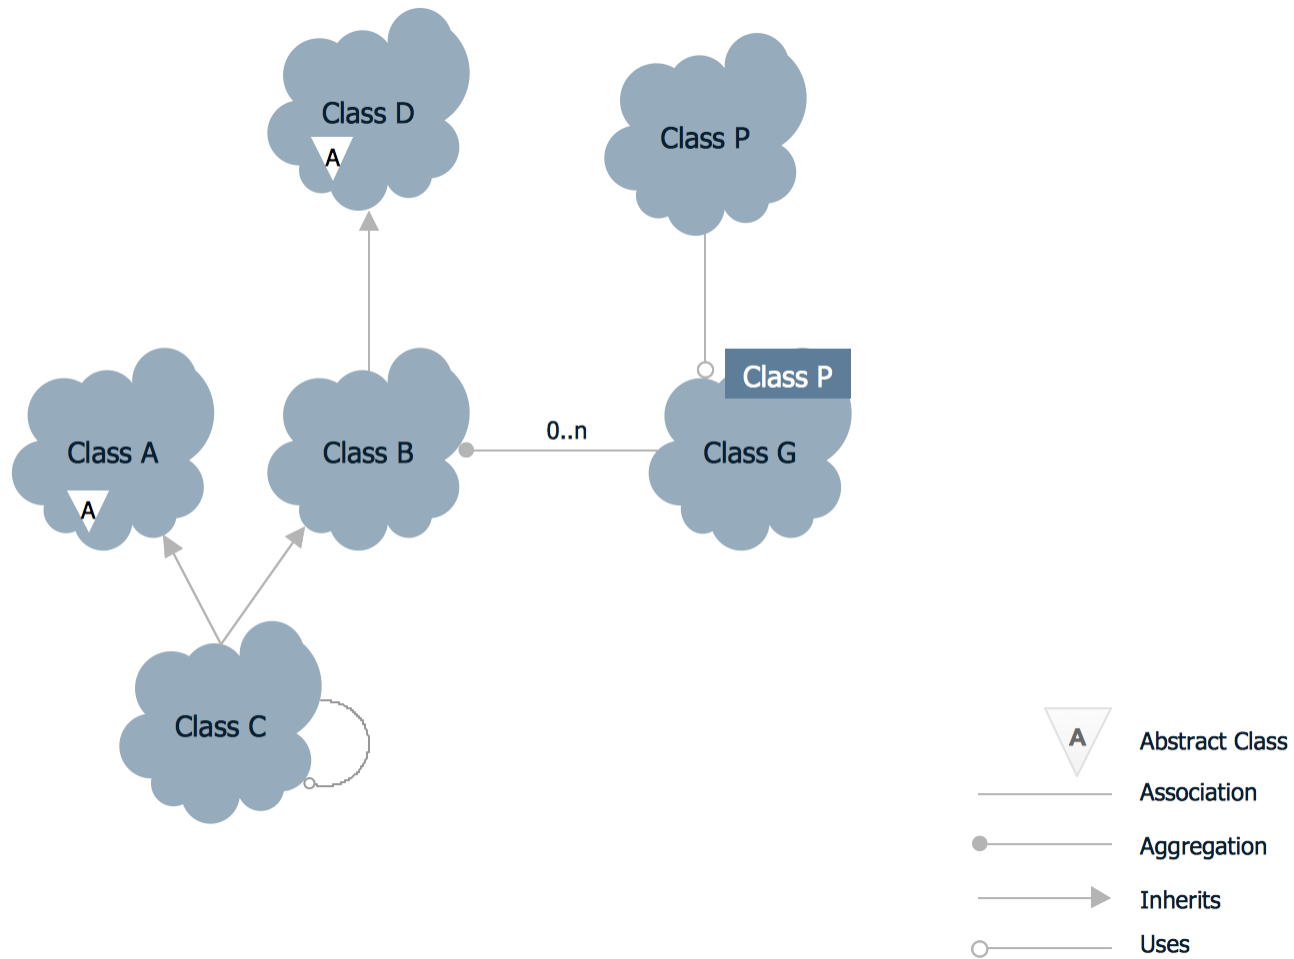 Class D
A
Class P
Class P
Class A
A
Class B
0..n
Class G
Class C
A
Abstract Class
Association
Aggregation
Inherits
Uses